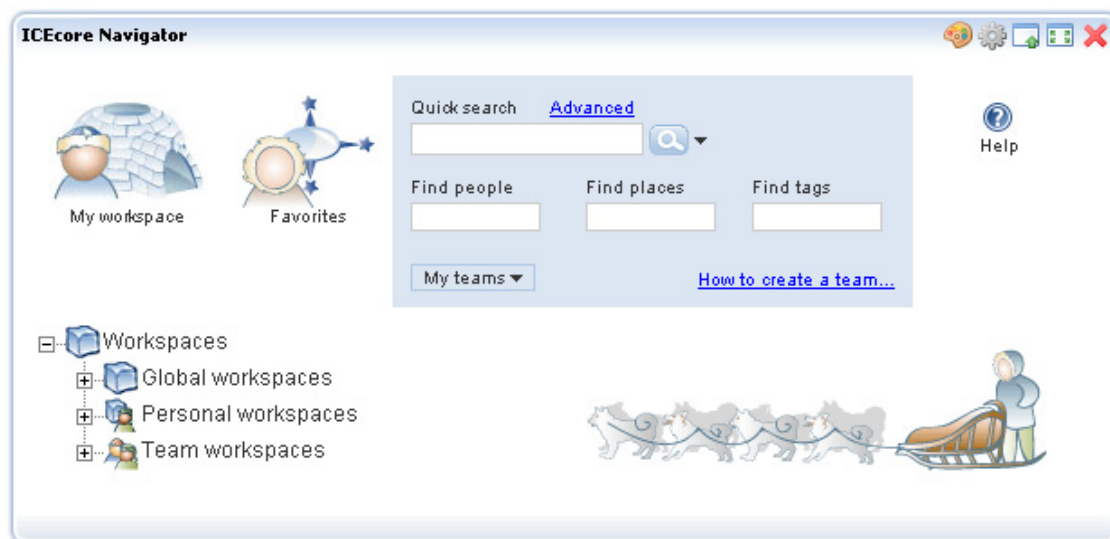 ICEcore Navigator
My workspace
Favorites
Quick search Advanced
Find people Find places Find tags
My teams
How to create a team...
Help
Workspaces
Global workspaces
Personal workspaces
Team workspaces